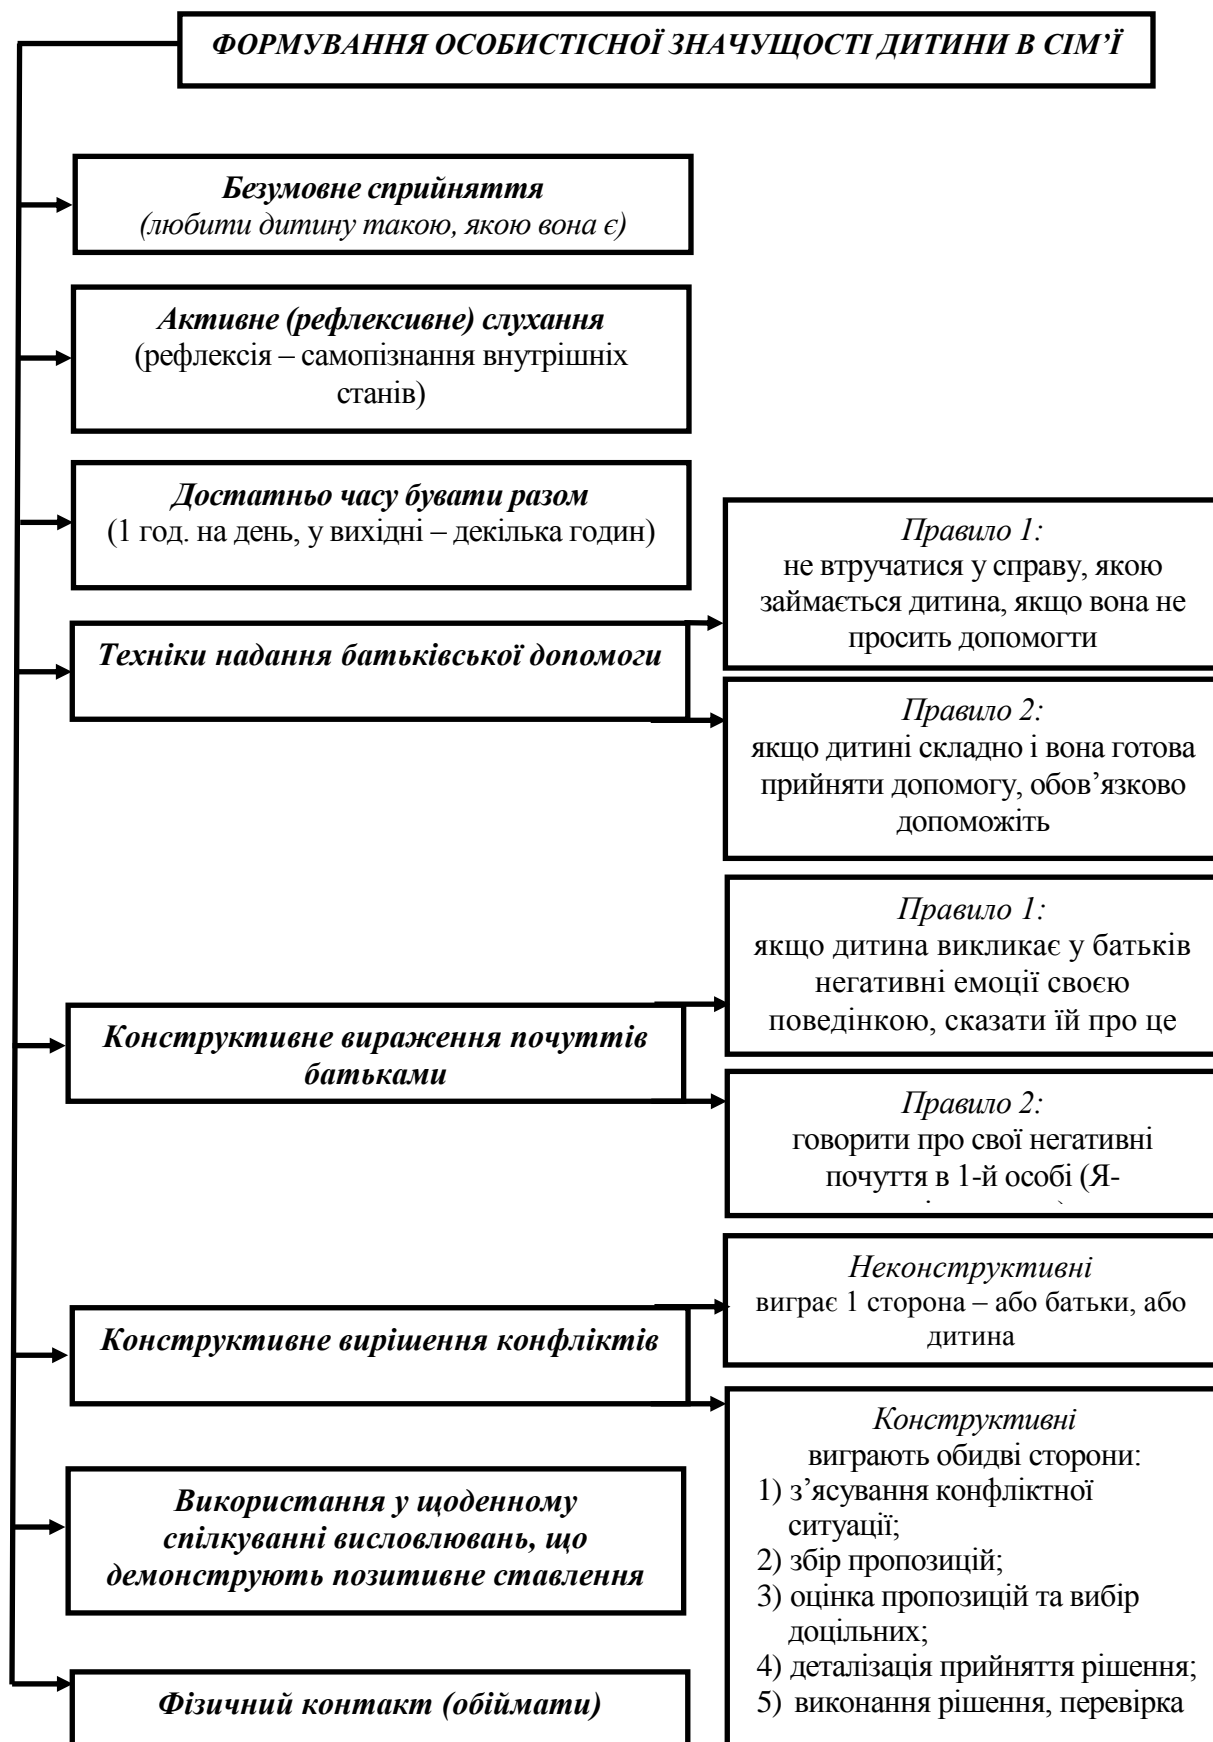 ФОРМУВАННЯ ОСОБИСТІСНОЇ ЗНАЧУЩОСТІ ДИТИНИ В СІМ’Ї
Безумовне сприйняття
(любити дитину такою, якою вона є)
Активне (рефлексивне) слухання
(рефлексія – самопізнання внутрішніх
станів)
Достатньо часу бувати разом
(1 год. на день, у вихідні – декілька годин)
Техніки надання батьківської допомоги
Правило 1:
не втручатися у справу, якою
займається дитина, якщо вона не
просить допомогти
Правило 2:
якщо дитині складно і вона готова
прийняти допомогу, обов’язково
допоможіть
Конструктивне вираження почуттів
батьками
Правило 1:
якщо дитина викликає у батьків
негативні емоції своєю
поведінкою, сказати їй про це
Правило 2:
говорити про свої негативні
почуття в 1-й особі (Я-
Конструктивне вирішення конфліктів
Неконструктивні
виграє 1 сторона – або батьки, або
дитина
Конструктивні
виграють обидві сторони:
1) з’ясування конфліктної
ситуації;
2) збір пропозицій;
3) оцінка пропозицій та вибір
доцільних;
4) деталізація прийняття рішення;
5) виконання рішення, перевірка
Використання у щоденному
спілкуванні висловлювань, що
демонструють позитивне ставлення
Фізичний контакт (обіймати)